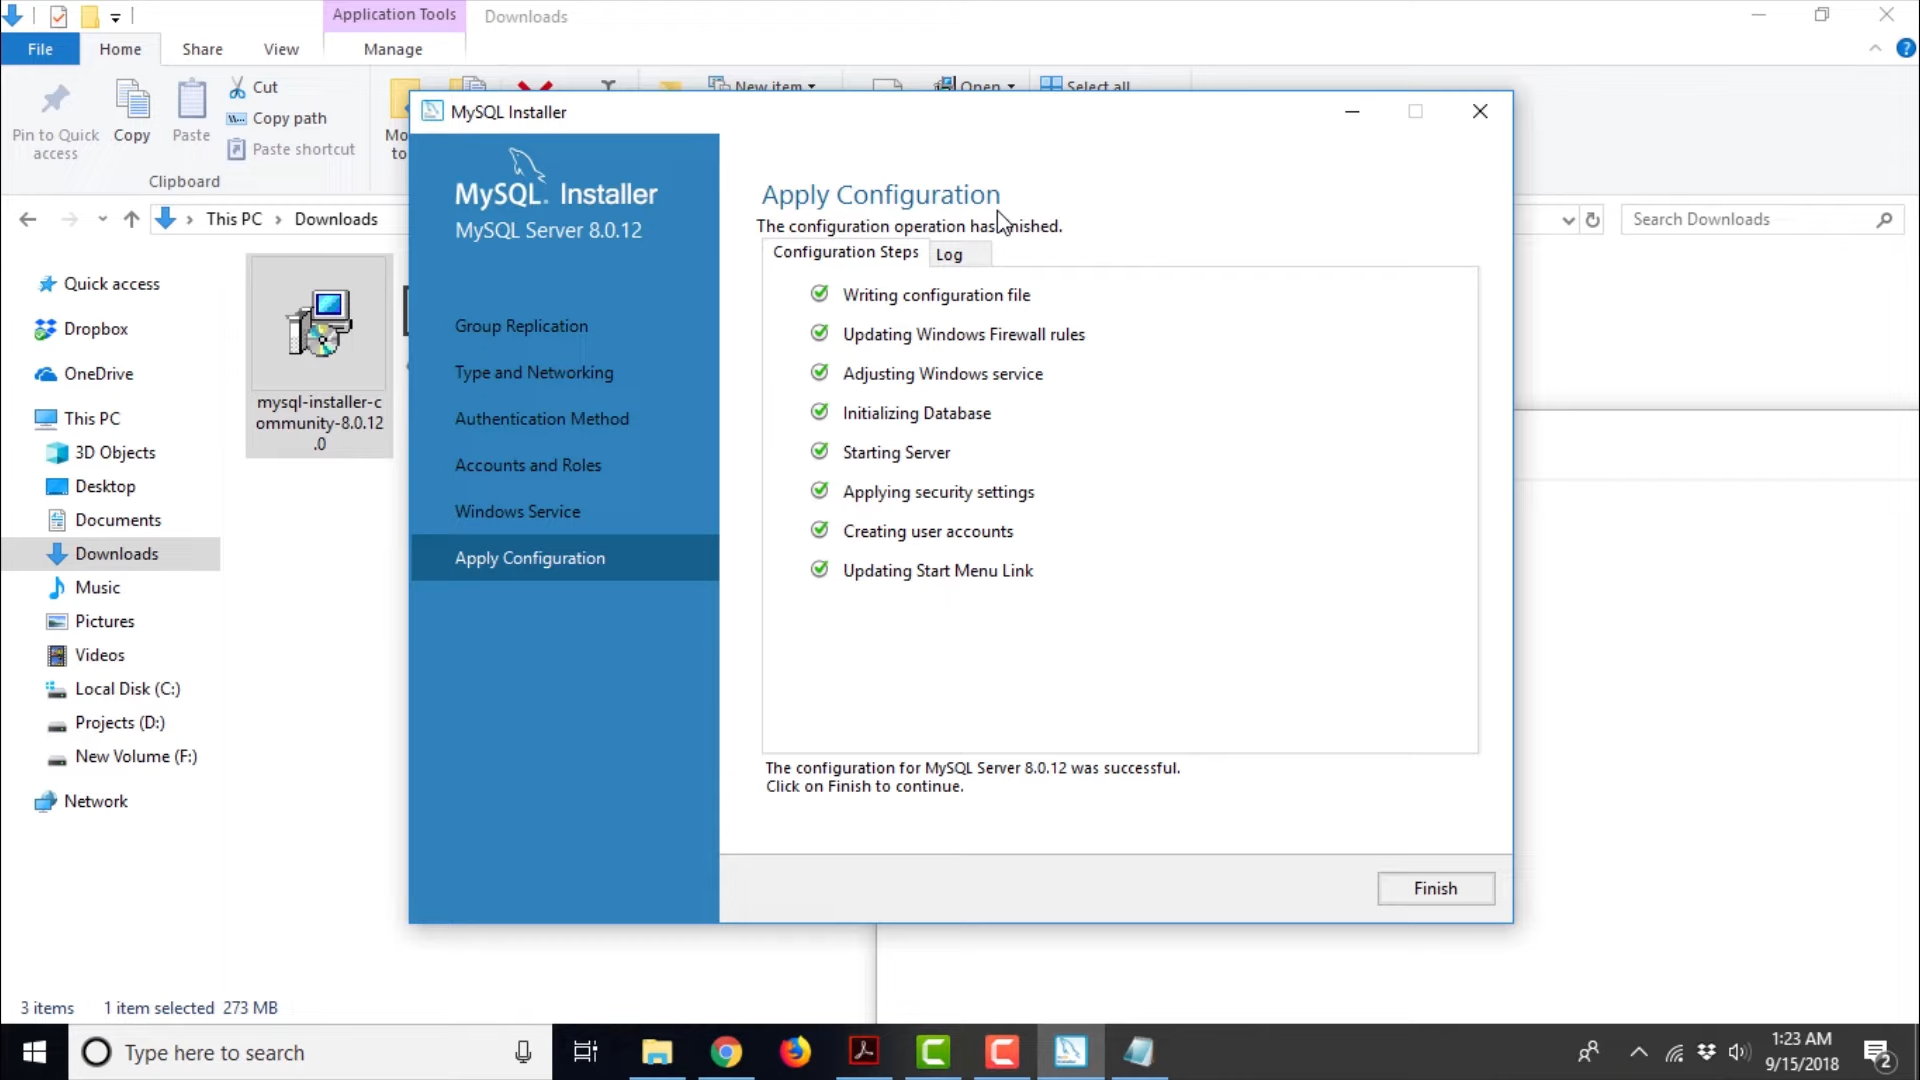 Application Tools
Downloads
File
Home
Share
View
Manage
Pin to Quick
access
Copy
Paste
Cut
Copy path
Paste shortcut
Clipboard
Mo
to
New item
Open
Select all
This PC
Downloads
Search Downloads
Quick access
Dropbox
OneDrive
This PC
3D Objects
Desktop
Documents
Downloads
Music
Pictures
Videos
Local Disk (C:)
Projects (D:)
New Volume (F:)
Network
mysql-installer-c
ommunity-8.0.12
.0
MySQL Installer
MySQL. Installer
MySQL Server 8.0.12
Group Replication
Type and Networking
Authentication Method
Accounts and Roles
Windows Service
Apply Configuration
Apply Configuration
The configuration operation has finished.
Configuration Steps
Log
Writing configuration file
Updating Windows Firewall rules
Adjusting Windows service
Initializing Database
Starting Server
Applying security settings
Creating user accounts
Updating Start Menu Link
The configuration for MySQL Server 8.0.12 was successful.
Click on Finish to continue.
Finish
3 items
1 item selected 273 MB
Type here to search
1:23 AM
9/15/2018
2